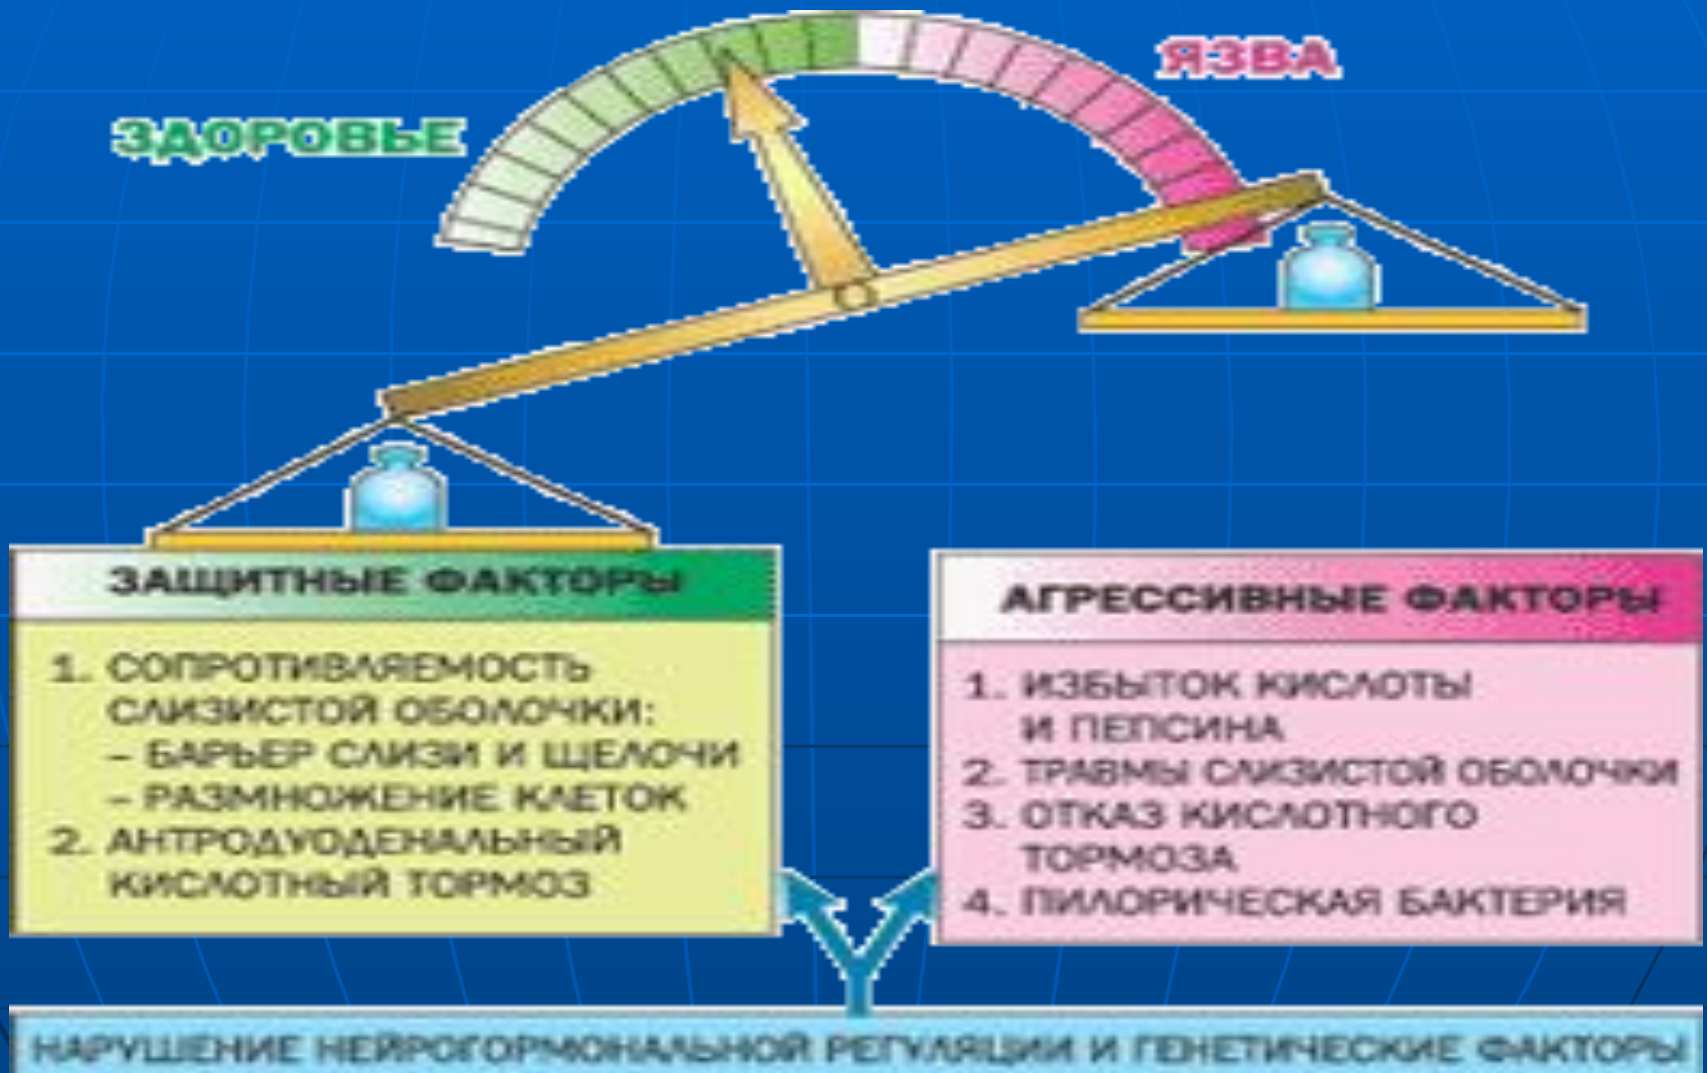 ЗДОРОВЬЕ
ЯЗВА
ЗАЩИТНЫЕ ФАКТОРЫ
1. СОПРОТИВЛЯЕМОСТЬ
СЛИЗИСТОЙ ОБОЛОЧКИ:
– БАРЬЕР СЛИЗИ И ЩЕЛОЧИ
– РАЗМНОЖЕНИЕ КЛЕТОК
2. АНТРОДУОДЕНАЛЬНЫЙ
КИСЛОТНЫЙ ТОРМОЗ
АГРЕССИВНЫЕ ФАКТОРЫ
1. ИЗБЫТОК КИСЛОТЫ
И ПЕПСИНА
2. ТРАВМЫ СЛИЗИСТОЙ ОБОЛОЧКИ
3. ОТКАЗ КИСЛОТНОГО
ТОРМОЗА
4. ПИЛОРИЧЕСКАЯ БАКТЕРИЯ
НАРУШЕНИЕ НЕЙРОГОРМОНАЛЬНОЙ РЕГУЛЯЦИИ И ГЕНЕТИЧЕСКИЕ ФАКТОРЫ